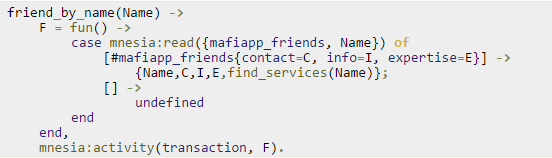 friend_by_name(Name) ->
    F = fun() ->
        case mnesia:read({mafiapp_friends, Name}) of
            [#mafiapp_friends{contact=C, info=I, expertise=E}] ->
                {Name,C,I,E,find_services(Name)};
            [] ->
                undefined
        end
    end,
    mnesia:activity(transaction, F).